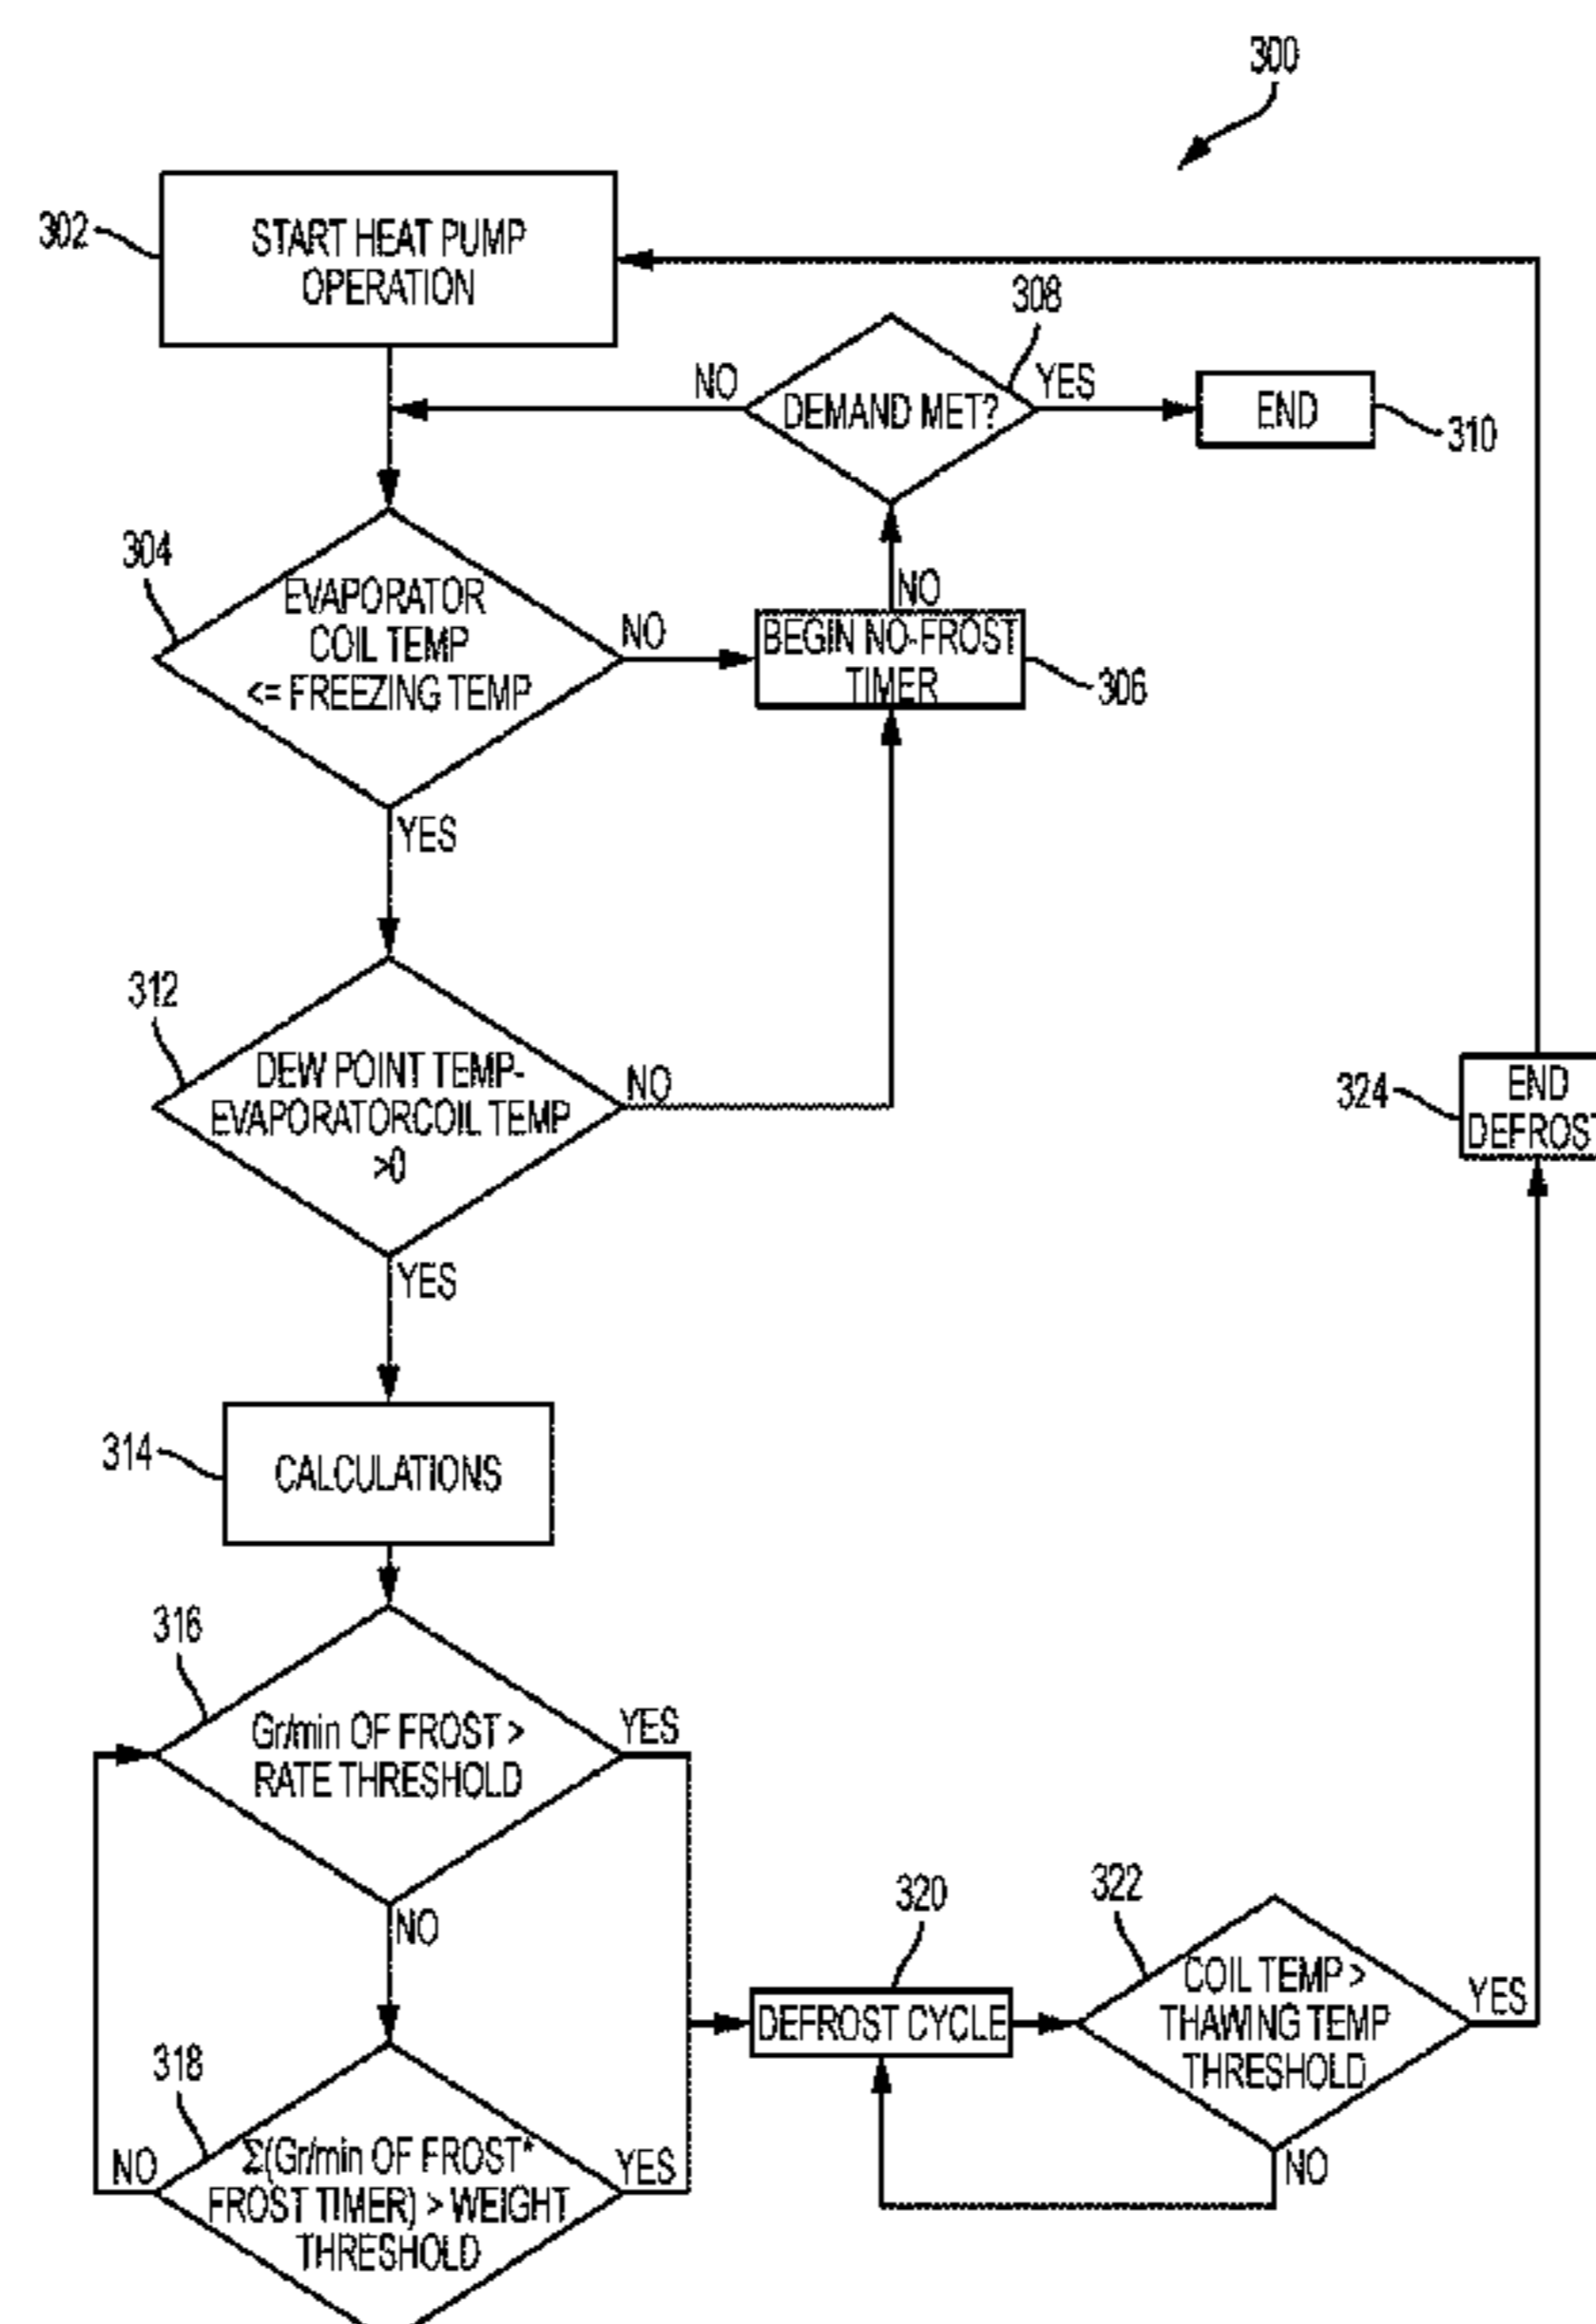 300
302
START HEAT PUMP
OPERATION
308
NO
DEMAND MET?
YES
END
310
304
EVAPORATOR
COIL TEMP
<= FREEZING TEMP
NO
NO
BEGIN NO-FROST
TIMER
306
YES
312
DEW POINT TEMP-
EVAPORATORCOIL TEMP
>0
NO
324
END
DEFROST
YES
314
CALCULATIONS
316
Gr/min OF FROST >
RATE THRESHOLD
YES
NO
320
322
DEFROST CYCLE
COIL TEMP >
THAWING TEMP
THRESHOLD
YES
NO
318
NO
Σ(Gr/min OF FROST*
FROST TIMER) > WEIGHT
THRESHOLD
YES